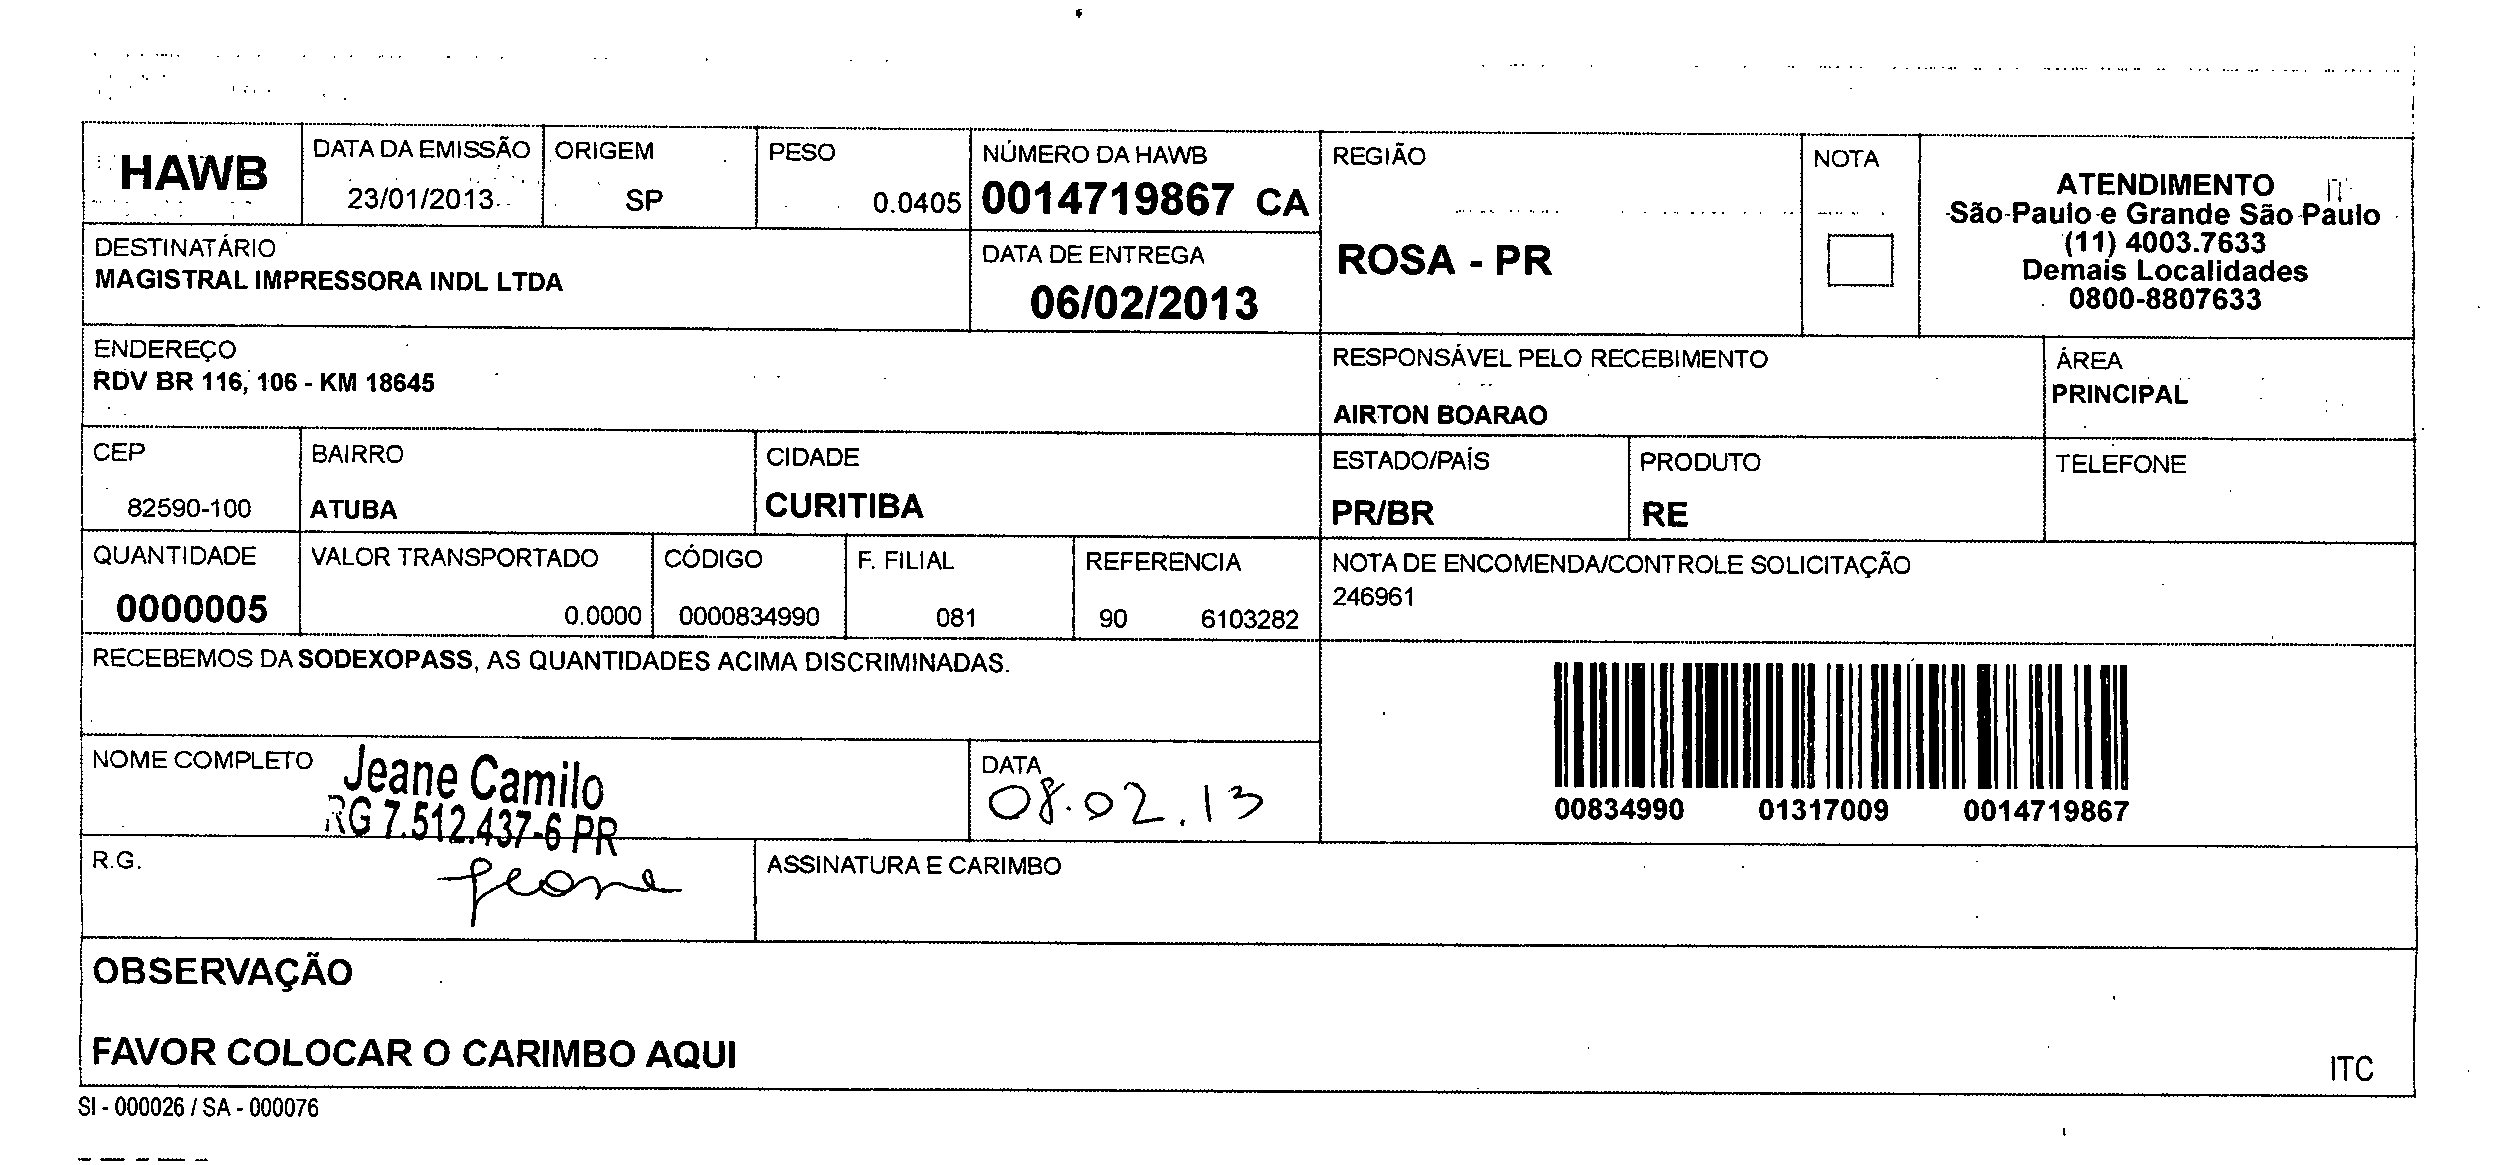 HAWB
DATA DA EMISSÃO
23/01/2013
ORIGEM
SP
PESO
0.0405
NÚMERO DA HAWB
0014719867 CA
REGIÃO
ROSA - PR
NOTA
ATENDIMENTO
São Paulo e Grande São Paulo
(11) 4003.7633
Demais Localidades
0800-8807633
DESTINATÁRIO
MAGISTRAL IMPRESSORA INDL LTDA
DATA DE ENTREGA
06/02/2013
ENDEREÇO
RDV BR 116, 106 - KM 18645
RESPONSÁVEL PELO RECEBIMENTO
AIRTON BOARAO
ÁREA
PRINCIPAL
CEP
82590-100
BAIRRO
ATUBA
CIDADE
CURITIBA
ESTADO/PAÍS
PR/BR
PRODUTO
RE
TELEFONE
QUANTIDADE
0000005
VALOR TRANSPORTADO
0.0000
CÓDIGO
0000834990
F. FILIAL
081
REFERENCIA
90 6103282
NOTA DE ENCOMENDA/CONTROLE SOLICITAÇÃO
246961
RECEBEMOS DA SODEXOPASS, AS QUANTIDADES ACIMA DISCRIMINADAS.
NOME COMPLETO
Jeane Camilo
RG 7.512.437-6 PR
DATA
08.02.13
00834990 01317009 0014719867
R.G.
Jeane
ASSINATURA E CARIMBO
OBSERVAÇÃO
FAVOR COLOCAR O CARIMBO AQUI
ITC
SI - 000026 / SA - 000076